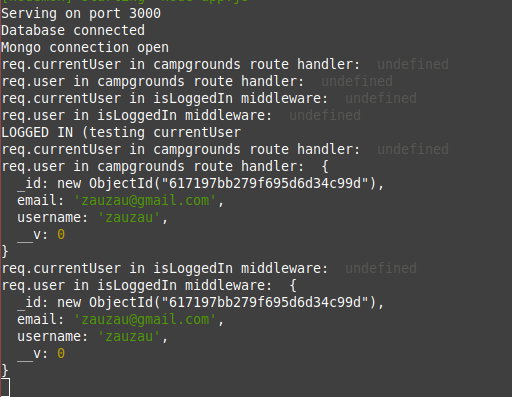 Serving on port 3000
Database connected
Mongo connection open
req.currentUser in campgrounds route handler:  undefined
req.user in campgrounds route handler:  undefined
req.currentUser in isLoggedIn middleware:  undefined
req.user in isLoggedIn middleware:  undefined
LOGGED IN (testing currentUser
req.currentUser in campgrounds route handler:  undefined
req.user in campgrounds route handler:  {
  _id: new ObjectId("617197bb279f695d6d34c99d"),
  email: 'zauzau@gmail.com',
  username: 'zauzau',
  __v: 0
}
req.currentUser in isLoggedIn middleware:  undefined
req.user in isLoggedIn middleware:  {
  _id: new ObjectId("617197bb279f695d6d34c99d"),
  email: 'zauzau@gmail.com',
  username: 'zauzau',
  __v: 0
}